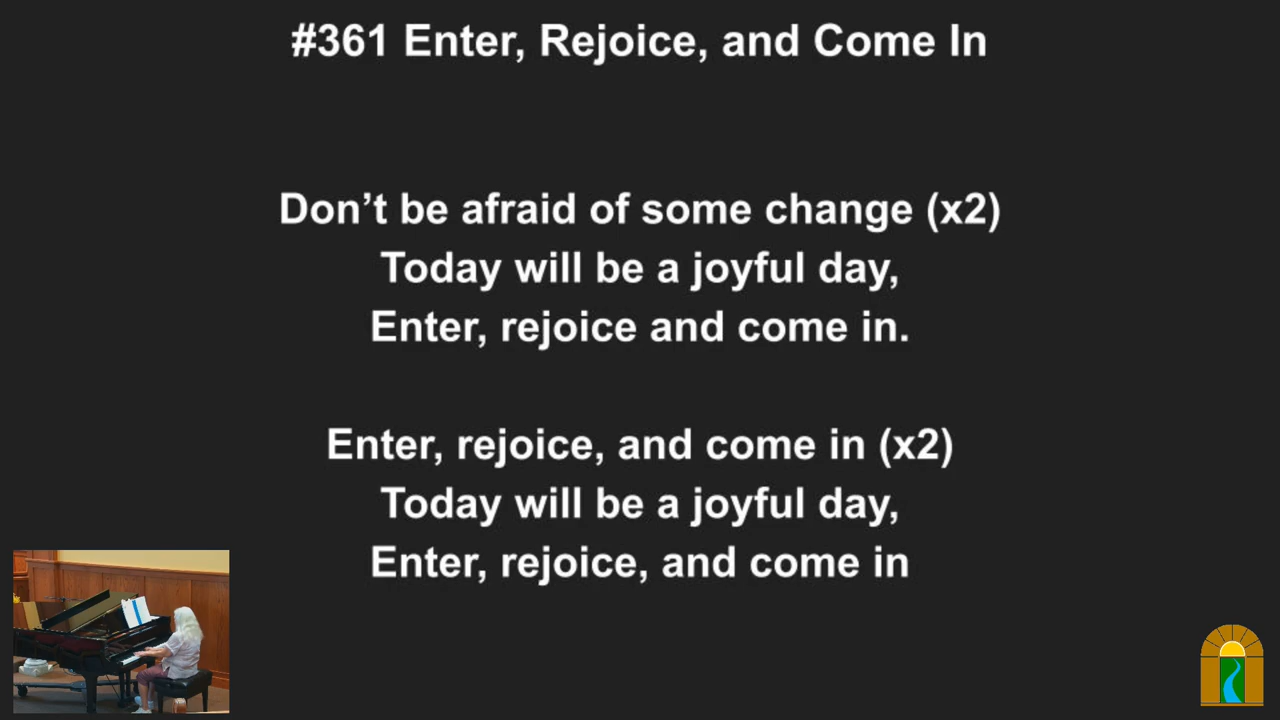 #361 Enter, Rejoice, and Come In
Don’t be afraid of some change (x2)
Today will be a joyful day,
Enter, rejoice and come in.
Enter, rejoice, and come in (x2)
Today will be a joyful day,
Enter, rejoice, and come in